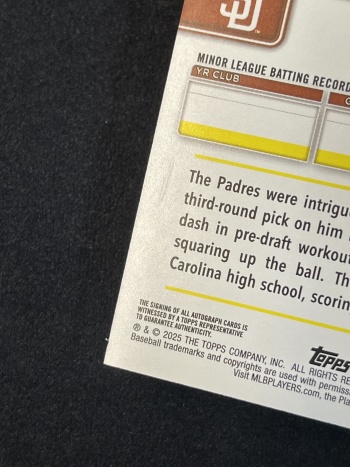 SD
MINOR LEAGUE BATTING RECORD
YR CLUB
The Padres were intrigu
third-round pick on him
dash in pre-draft workou
squaring up the ball. Th
Carolina high school, scorin
THE SIGNING OF ALL AUTOGRAPH CARDS IS
WITNESSED BY A TOPPS REPRESENTATIVE
TO GUARANTEE AUTHENTICITY.
® & © 2025 THE TOPPS COMPANY, INC. ALL RIGHTS RE
Topps
Baseball trademarks and copyrights are used with permiss
Visit MLBPLAYERS.com, the Pla